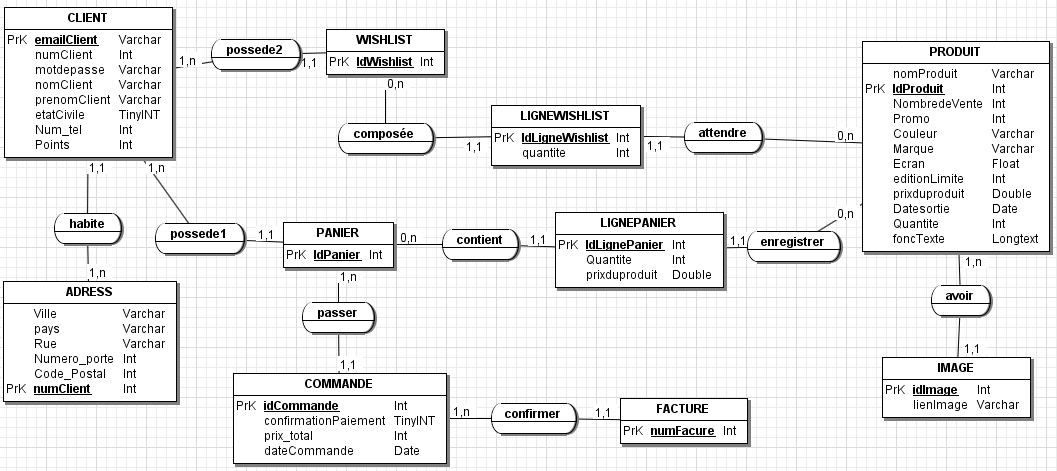 CLIENT
PrK emailClient Varchar
numClient Int
motdepasse Varchar
nomClient Varchar
prenomClient Varchar
etatCivile TinyINT
Num_tel Int
Points Int
1,n
possede2
1,1
WISHLIST
PrK IdWishlist Int
0,n
composée
1,1
LIGNEWISHLIST
PrK IdLigneWishlist Int
quantite Int
1,1
attendre
0,n
PRODUIT
nomProduit Varchar
PrK IdProduit Int
NombredeVente Int
Promo Int
Couleur Varchar
Marque Varchar
Ecran Float
editionLimite Int
prixduproduit Double
Datesortie Date
Quantite Int
foncTexte Longtext
1,1
habite
1,n
1,n
possede1
1,1
PANIER
PrK IdPanier Int
0,n
contient
1,1
LIGNEPANIER
PrK IdLignePanier Int
Quantite Int
prixduproduit Double
1,1
enregistrer
0,n
ADRESS
Ville Varchar
pays Varchar
Rue Varchar
Numero_porte Int
Code_Postal Int
PrK numClient Int
1,n
passer
1,1
1,n
avoir
1,1
IMAGE
PrK idImage Int
lienImage Varchar
COMMANDE
PrK idCommande Int
confirmationPaiement TinyINT
prix_total Int
dateCommande Date
1,n
confirmer
1,1
FACTURE
PrK numFacure Int